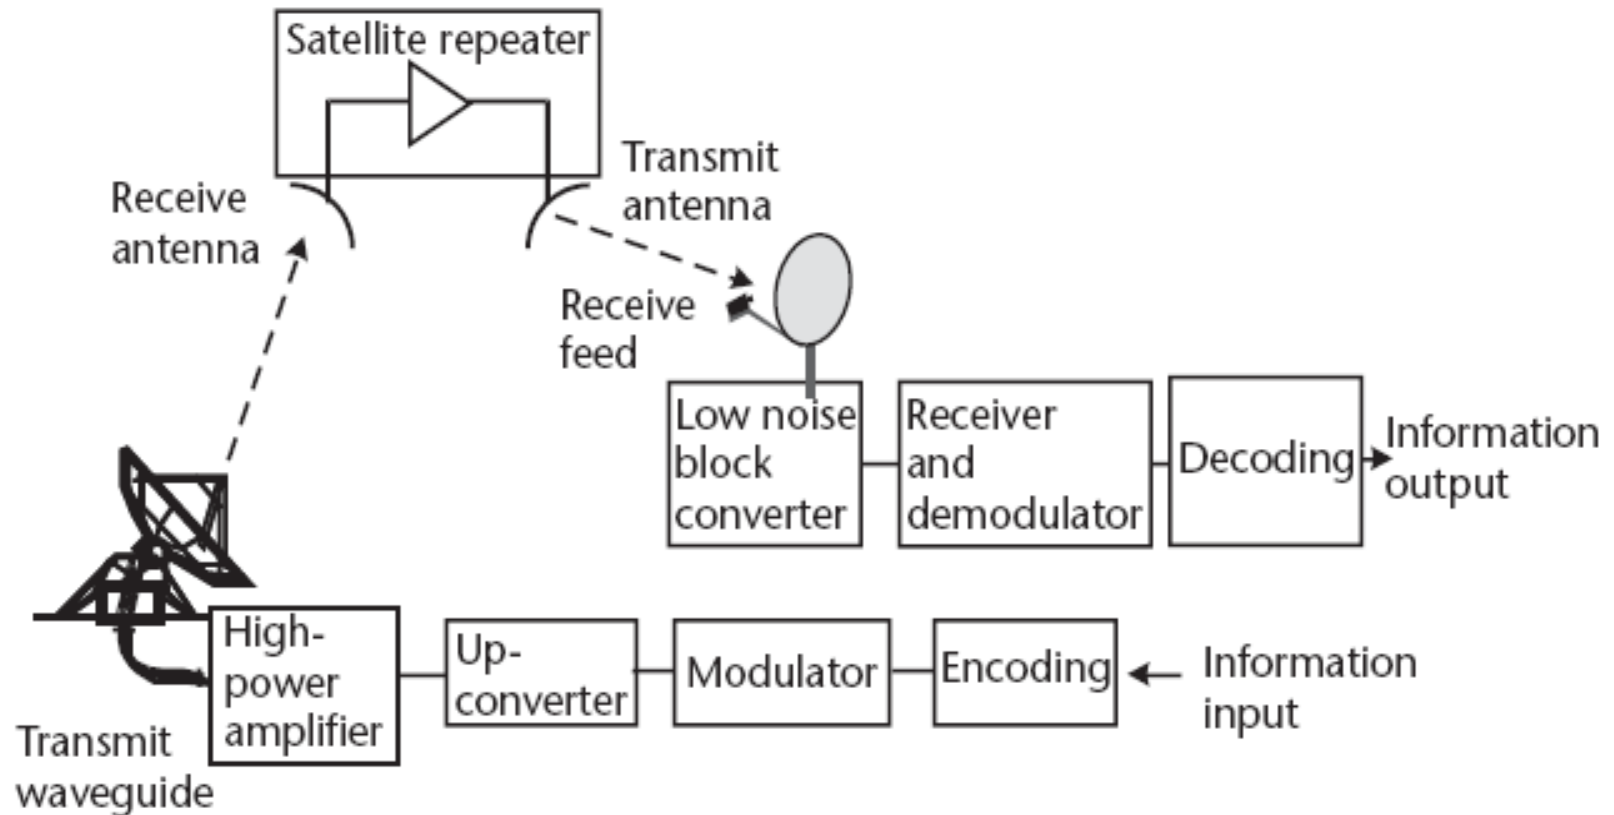 Satellite repeater
Transmit
antenna
Receive
antenna
Receive
feed
Low noise
block
converter
Receiver
and
demodulator
Decoding
Information
output
High-
power
amplifier
Up-
converter
Modulator
Encoding
Information
input
Transmit
waveguide